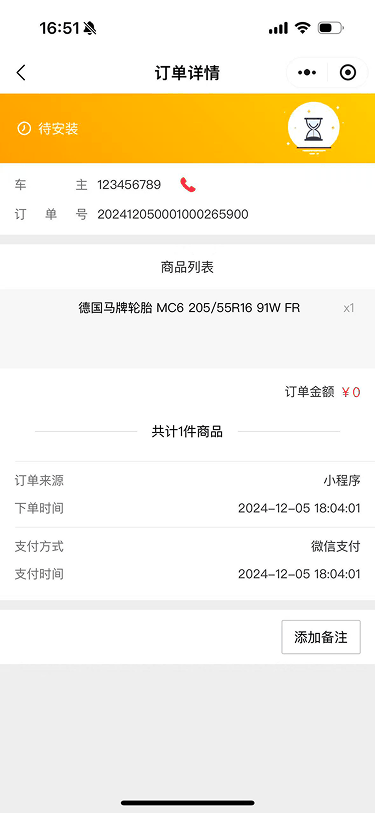 16:51
订单详情
待安装
车主 123456789
订单号 202412050001000265900
商品列表
德国马牌轮胎 MC6 205/55R16 91W FR x1
订单金额 ￥0
共计1件商品
订单来源 小程序
下单时间 2024-12-05 18:04:01
支付方式 微信支付
支付时间 2024-12-05 18:04:01
添加备注